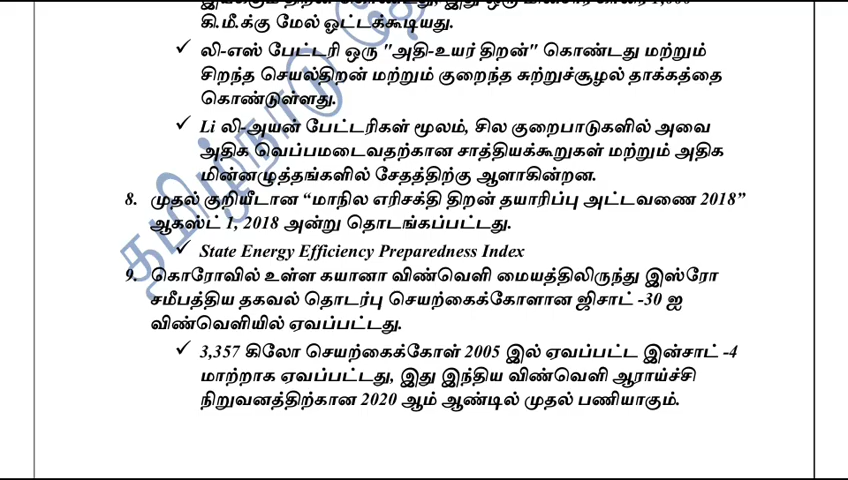 கி.மீ.க்கு மேல் ஓட்டக்கூடியது.
✓ லி-எஸ் பேட்டரி ஒரு "அதி-உயர் திறன்" கொண்டது மற்றும்
சிறந்த செயல்திறன் மற்றும் குறைந்த சுற்றுச்சூழல் தாக்கத்தை
கொண்டுள்ளது.
✓ Li லி-அயன் பேட்டரிகள் மூலம், சில குறைபாடுகளில் அவை
அதிக வெப்பமடைவதற்கான சாத்தியக்கூறுகள் மற்றும் அதிக
மின்னழுத்தங்களில் சேதத்திற்கு ஆளாகின்றன.
8. முதல் குறியீடான “மாநில எரிசக்தி திறன் தயாரிப்பு அட்டவணை 2018”
ஆகஸ்ட் 1, 2018 அன்று தொடங்கப்பட்டது.
✓ State Energy Efficiency Preparedness Index
9. கொரோவில் உள்ள கயானா விண்வெளி மையத்திலிருந்து இஸ்ரோ
சமீபத்திய தகவல் தொடர்பு செயற்கைக்கோளான ஜிசாட் -30 ஐ
விண்வெளியில் ஏவப்பட்டது.
✓ 3,357 கிலோ செயற்கைக்கோள் 2005 இல் ஏவப்பட்ட இன்சாட் -4
மாற்றாக ஏவப்பட்டது, இது இந்திய விண்வெளி ஆராய்ச்சி
நிறுவனத்திற்கான 2020 ஆம் ஆண்டில் முதல் பணியாகும்.
தமிழ்நாடு